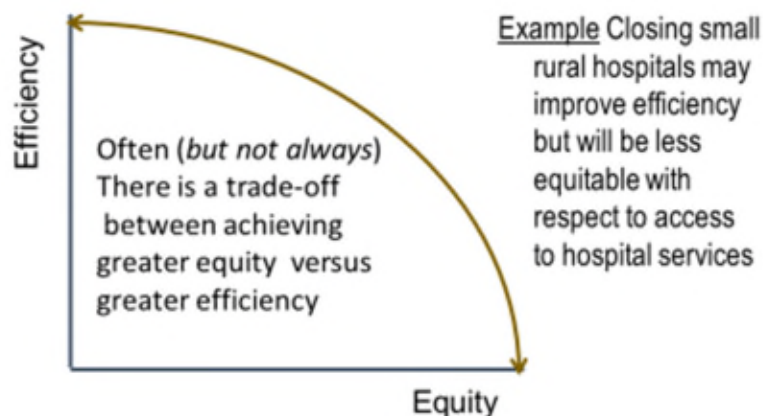 Efficiency
Often (but not always)
There is a trade-off
between achieving
greater equity versus
greater efficiency
Equity
Example Closing small
rural hospitals may
improve efficiency
but will be less
equitable with
respect to access
to hospital services